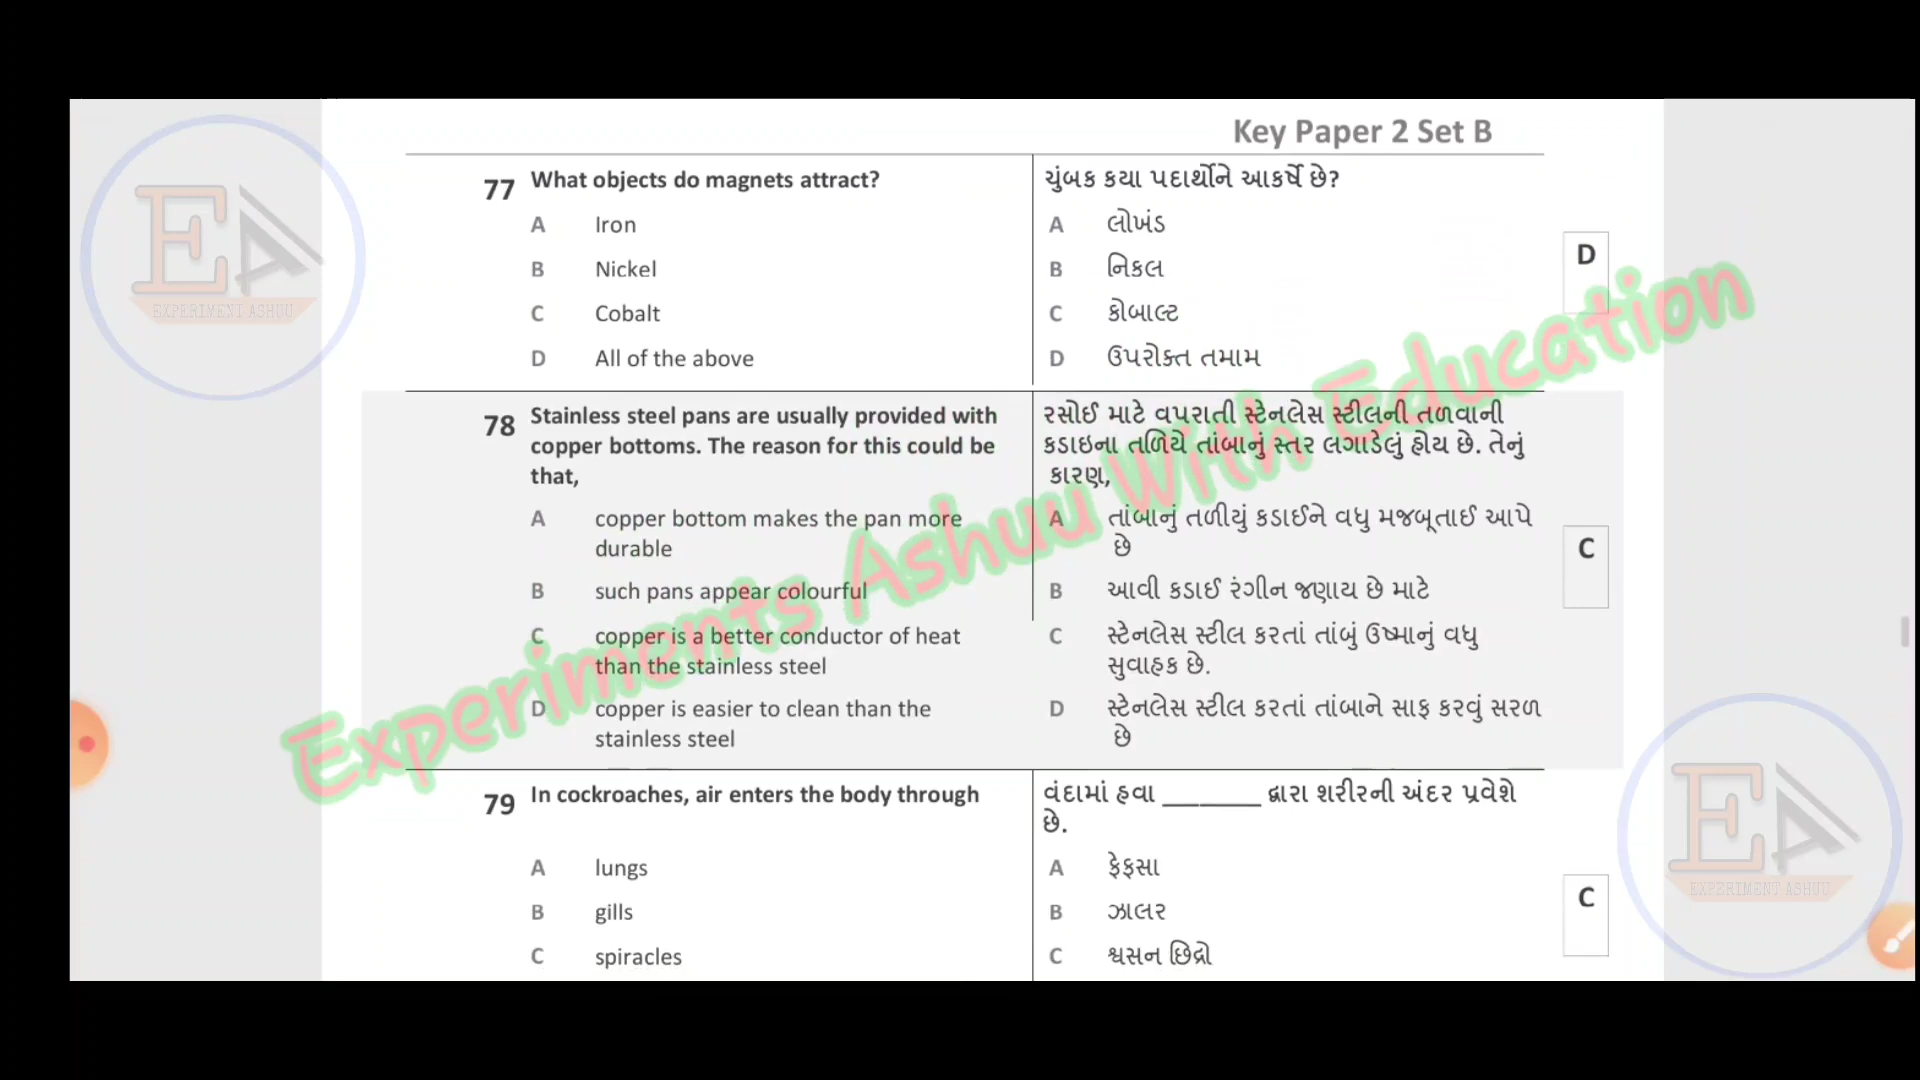 Key Paper 2 Set B
77 What objects do magnets attract?
A Iron
B Nickel
C Cobalt
D All of the above
ચુંબક કયા પદાર્થોને આકર્ષે છે?
A લોખંડ
B નિકલ
C કોબાલ્ટ
D ઉપરોક્ત તમામ
D
78 Stainless steel pans are usually provided with
copper bottoms. The reason for this could be
that,
A copper bottom makes the pan more
durable
B such pans appear colourful
C copper is a better conductor of heat
than the stainless steel
D copper is easier to clean than the
stainless steel
રસોઈ માટે વપરાતી સ્ટેનલેસ સ્ટીલની તળવાની
કડાઇના તળિયે તાંબાનું સ્તર લગાડેલું હોય છે. તેનું
કારણ,
A તાંબાનું તળીયું કડાઈને વધુ મજબૂતાઈ આપે
છે
B આવી કડાઈ રંગીન જણાય છે માટે
C સ્ટેનલેસ સ્ટીલ કરતાં તાંબું ઉષ્માનું વધુ
સુવાહક છે.
D સ્ટેનલેસ સ્ટીલ કરતાં તાંબાને સાફ કરવું સરળ
છે
C
79 In cockroaches, air enters the body through
A lungs
B gills
C spiracles
વંદામાં હવા ________ દ્વારા શરીરની અંદર પ્રવેશે
છે.
A ફેફસા
B ઝાલર
C શ્વસન છિદ્રો
C
Experiments Ashuu With Education
EA
EXPERIMENT ASHUU
EA
EXPERIMENT ASHUU